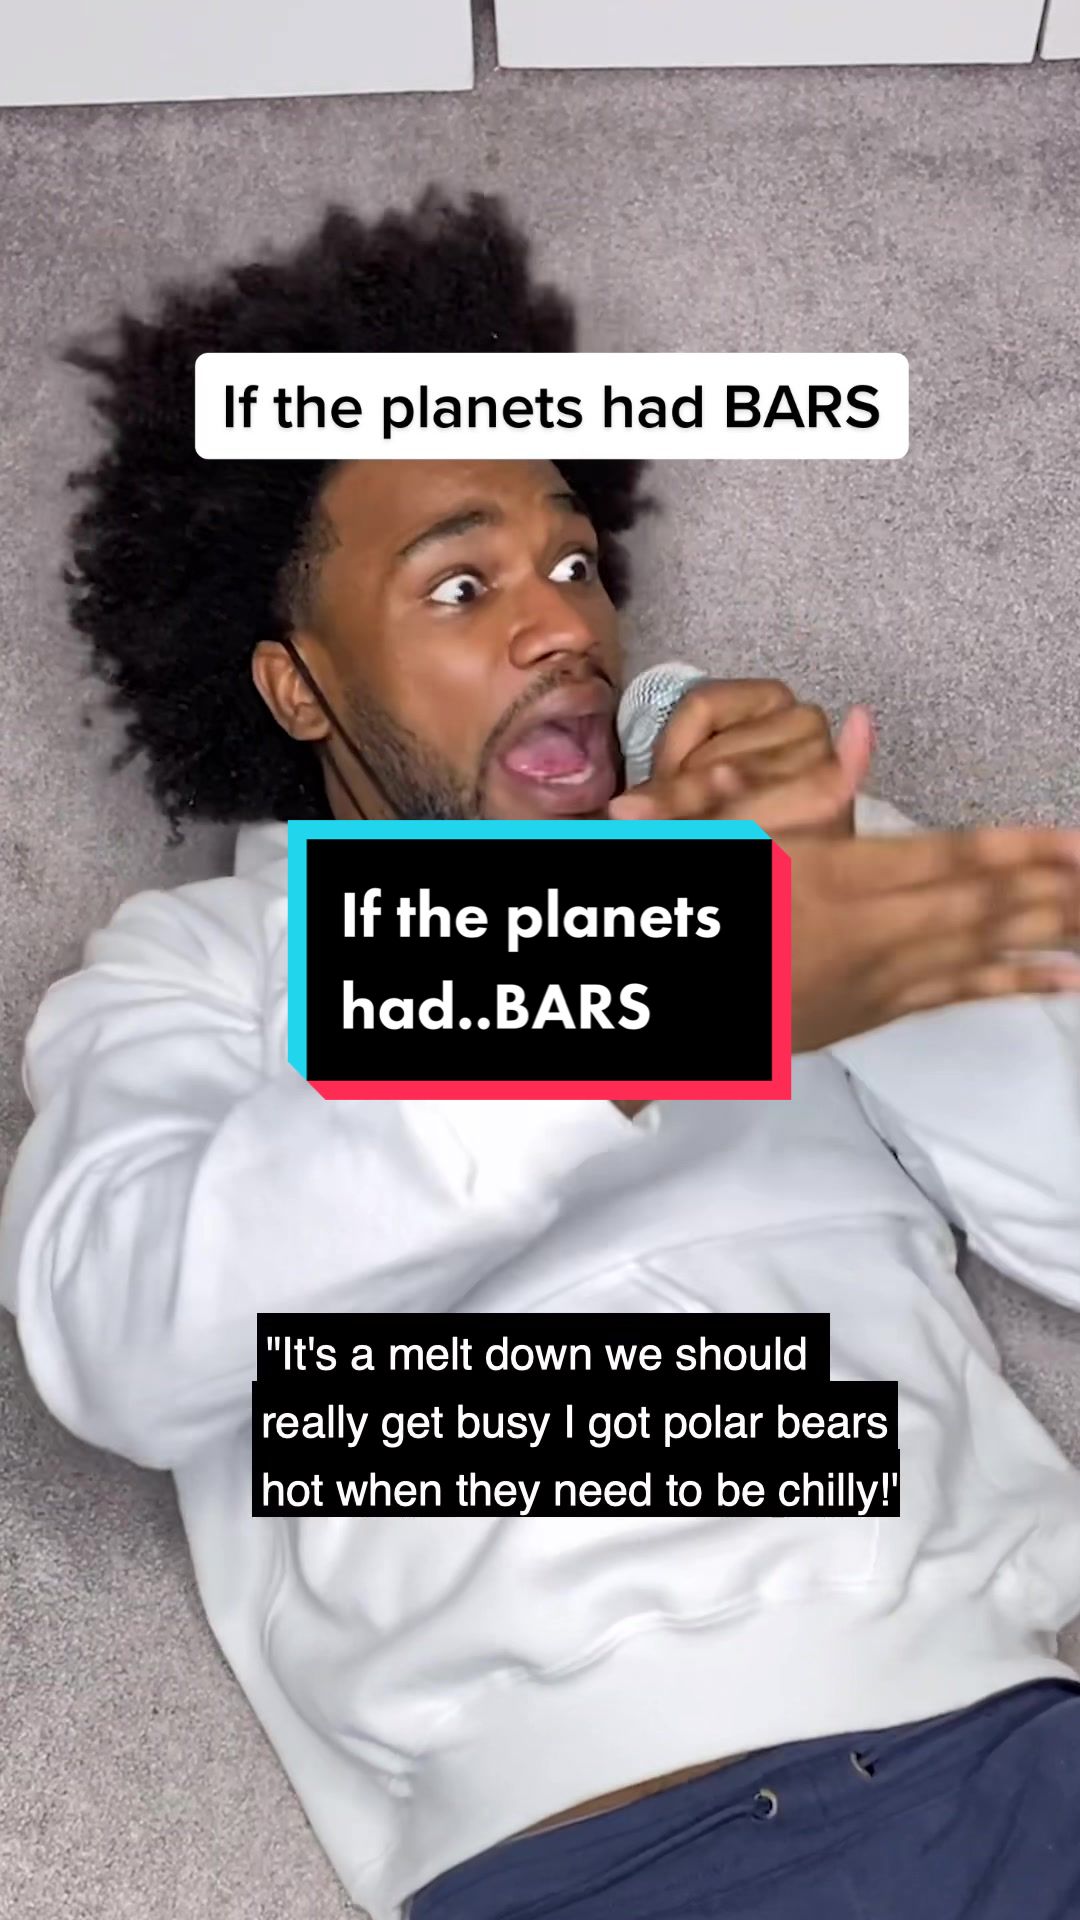 If the planets had BARS
If the planets
had..BARS
"It's a melt down we should
really get busy I got polar bears
hot when they need to be chilly!'